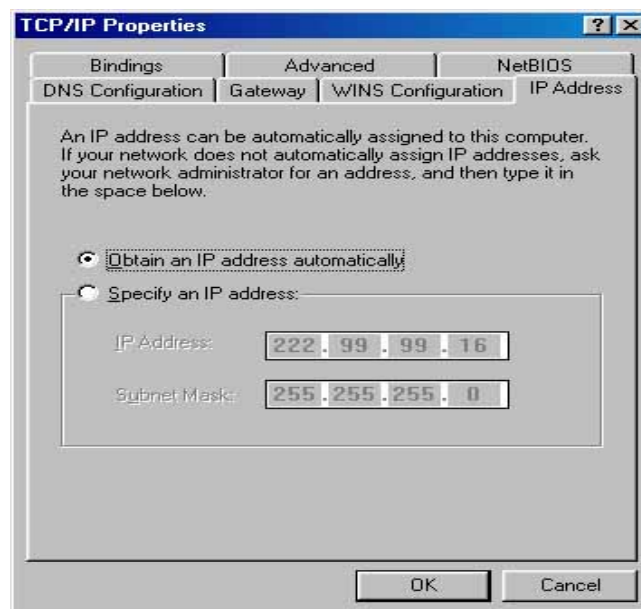 TCP/IP Properties
? ×
Bindings Advanced NetBIOS
DNS Configuration Gateway WINS Configuration IP Address
An IP address can be automatically assigned to this computer.
If your network does not automatically assign IP addresses, ask
your network administrator for an address, and then type it in
the space below.
Obtain an IP address automatically
Specify an IP address:
IP Address: 222 . 99 . 99 . 16
Subnet Mask: 255 . 255 . 255 . 0
OK Cancel